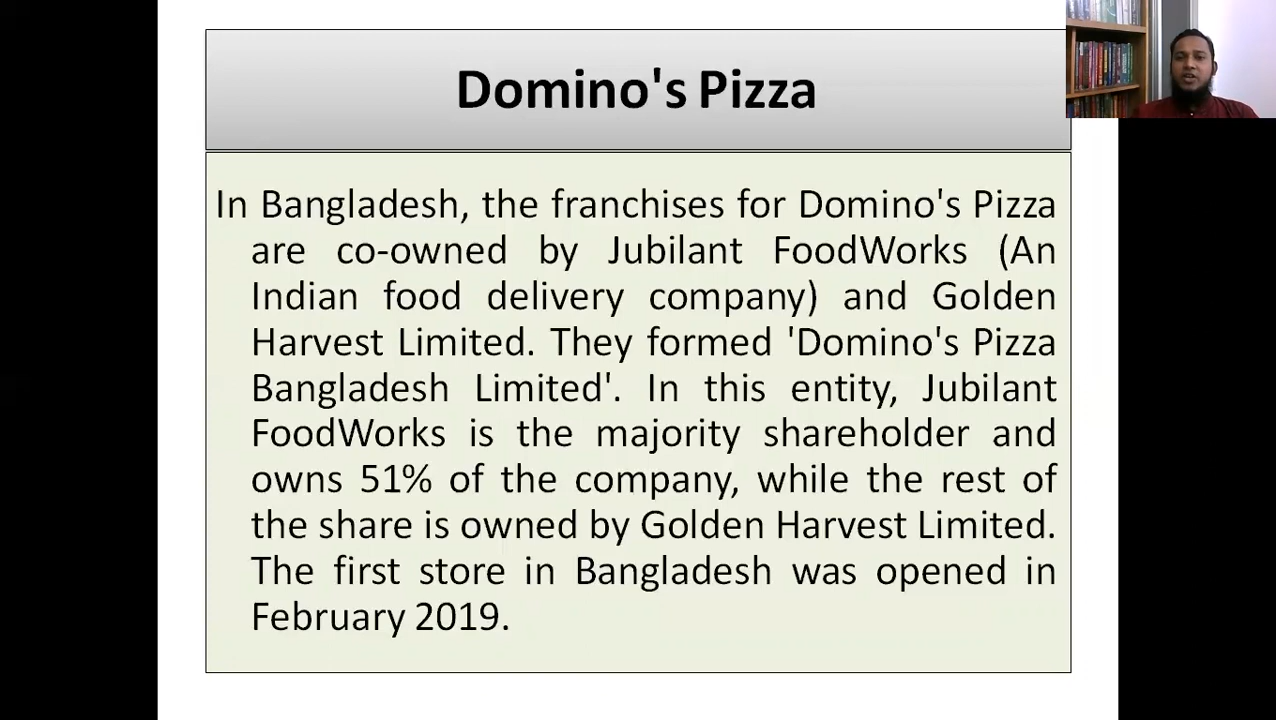 Domino's Pizza
In Bangladesh, the franchises for Domino's Pizza
are co-owned by Jubilant FoodWorks (An
Indian food delivery company) and Golden
Harvest Limited. They formed 'Domino's Pizza
Bangladesh Limited'. In this entity, Jubilant
FoodWorks is the majority shareholder and
owns 51% of the company, while the rest of
the share is owned by Golden Harvest Limited.
The first store in Bangladesh was opened in
February 2019.